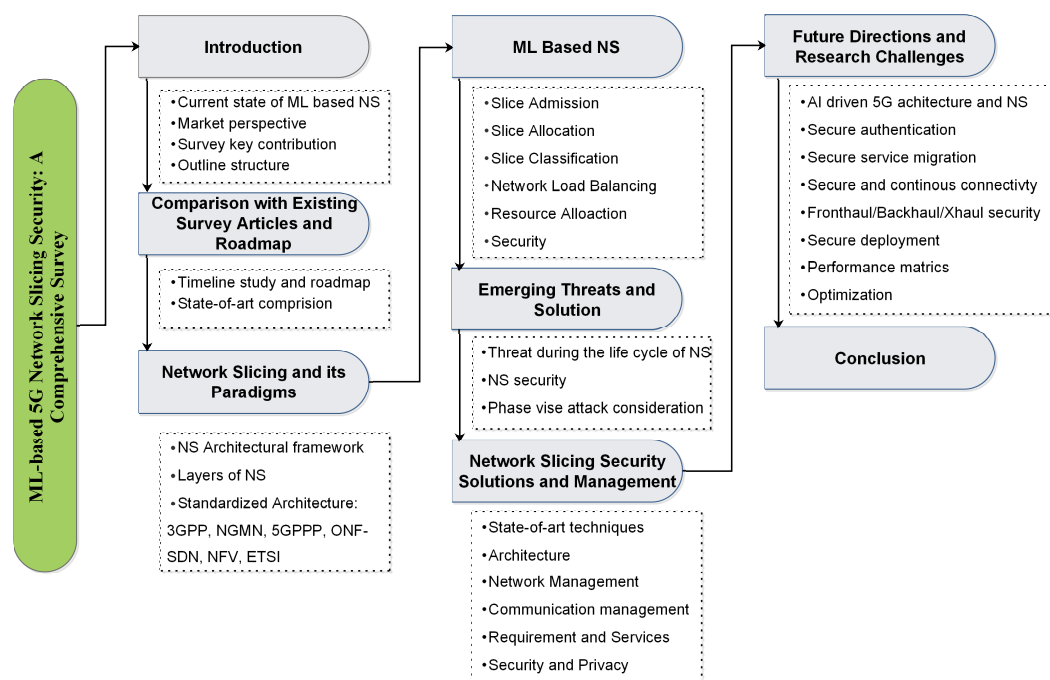 ML-based 5G Network Slicing Security: A
Comprehensive Survey
Introduction
•Current state of ML based NS
•Market perspective
•Survey key contribution
•Outline structure
Comparison with Existing
Survey Articles and
Roadmap
•Timeline study and roadmap
•State-of-art comprision
Network Slicing and its
Paradigms
•NS Architectural framework
•Layers of NS
•Standardized Architecture:
3GPP, NGMN, 5GPPP, ONF-
SDN, NFV, ETSI
ML Based NS
•Slice Admission
•Slice Allocation
•Slice Classification
•Network Load Balancing
•Resource Alloaction
•Security
Emerging Threats and
Solution
•Threat during the life cycle of NS
•NS security
•Phase vise attack consideration
Network Slicing Security
Solutions and Management
•State-of-art techniques
•Architecture
•Network Management
•Communication management
•Requirement and Services
•Security and Privacy
Future Directions and
Research Challenges
•AI driven 5G achitecture and NS
•Secure authentication
•Secure service migration
•Secure and continous connectivty
•Fronthaul/Backhaul/Xhaul security
•Secure deployment
•Performance matrics
•Optimization
Conclusion